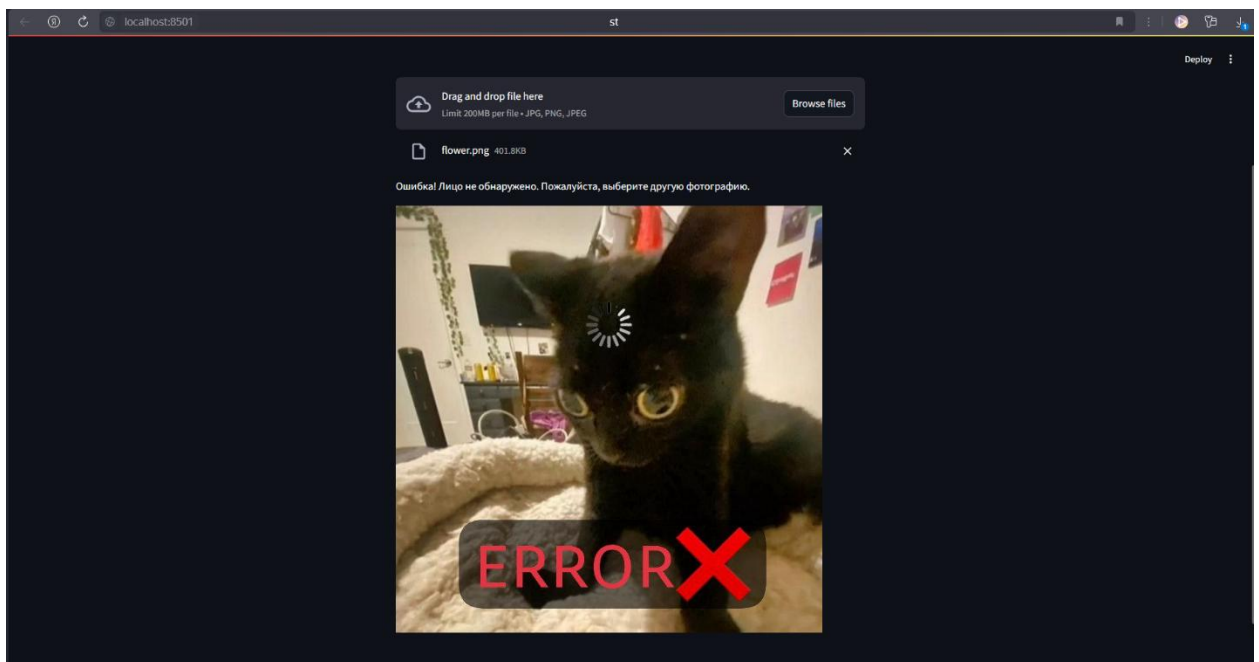 localhost:8501
st
Deploy
Drag and drop file here
Limit 200MB per file • JPG, PNG, JPEG
Browse files
flower.png 401.8KB
Ошибка! Лицо не обнаружено. Пожалуйста, выберите другую фотографию.
ERROR❌